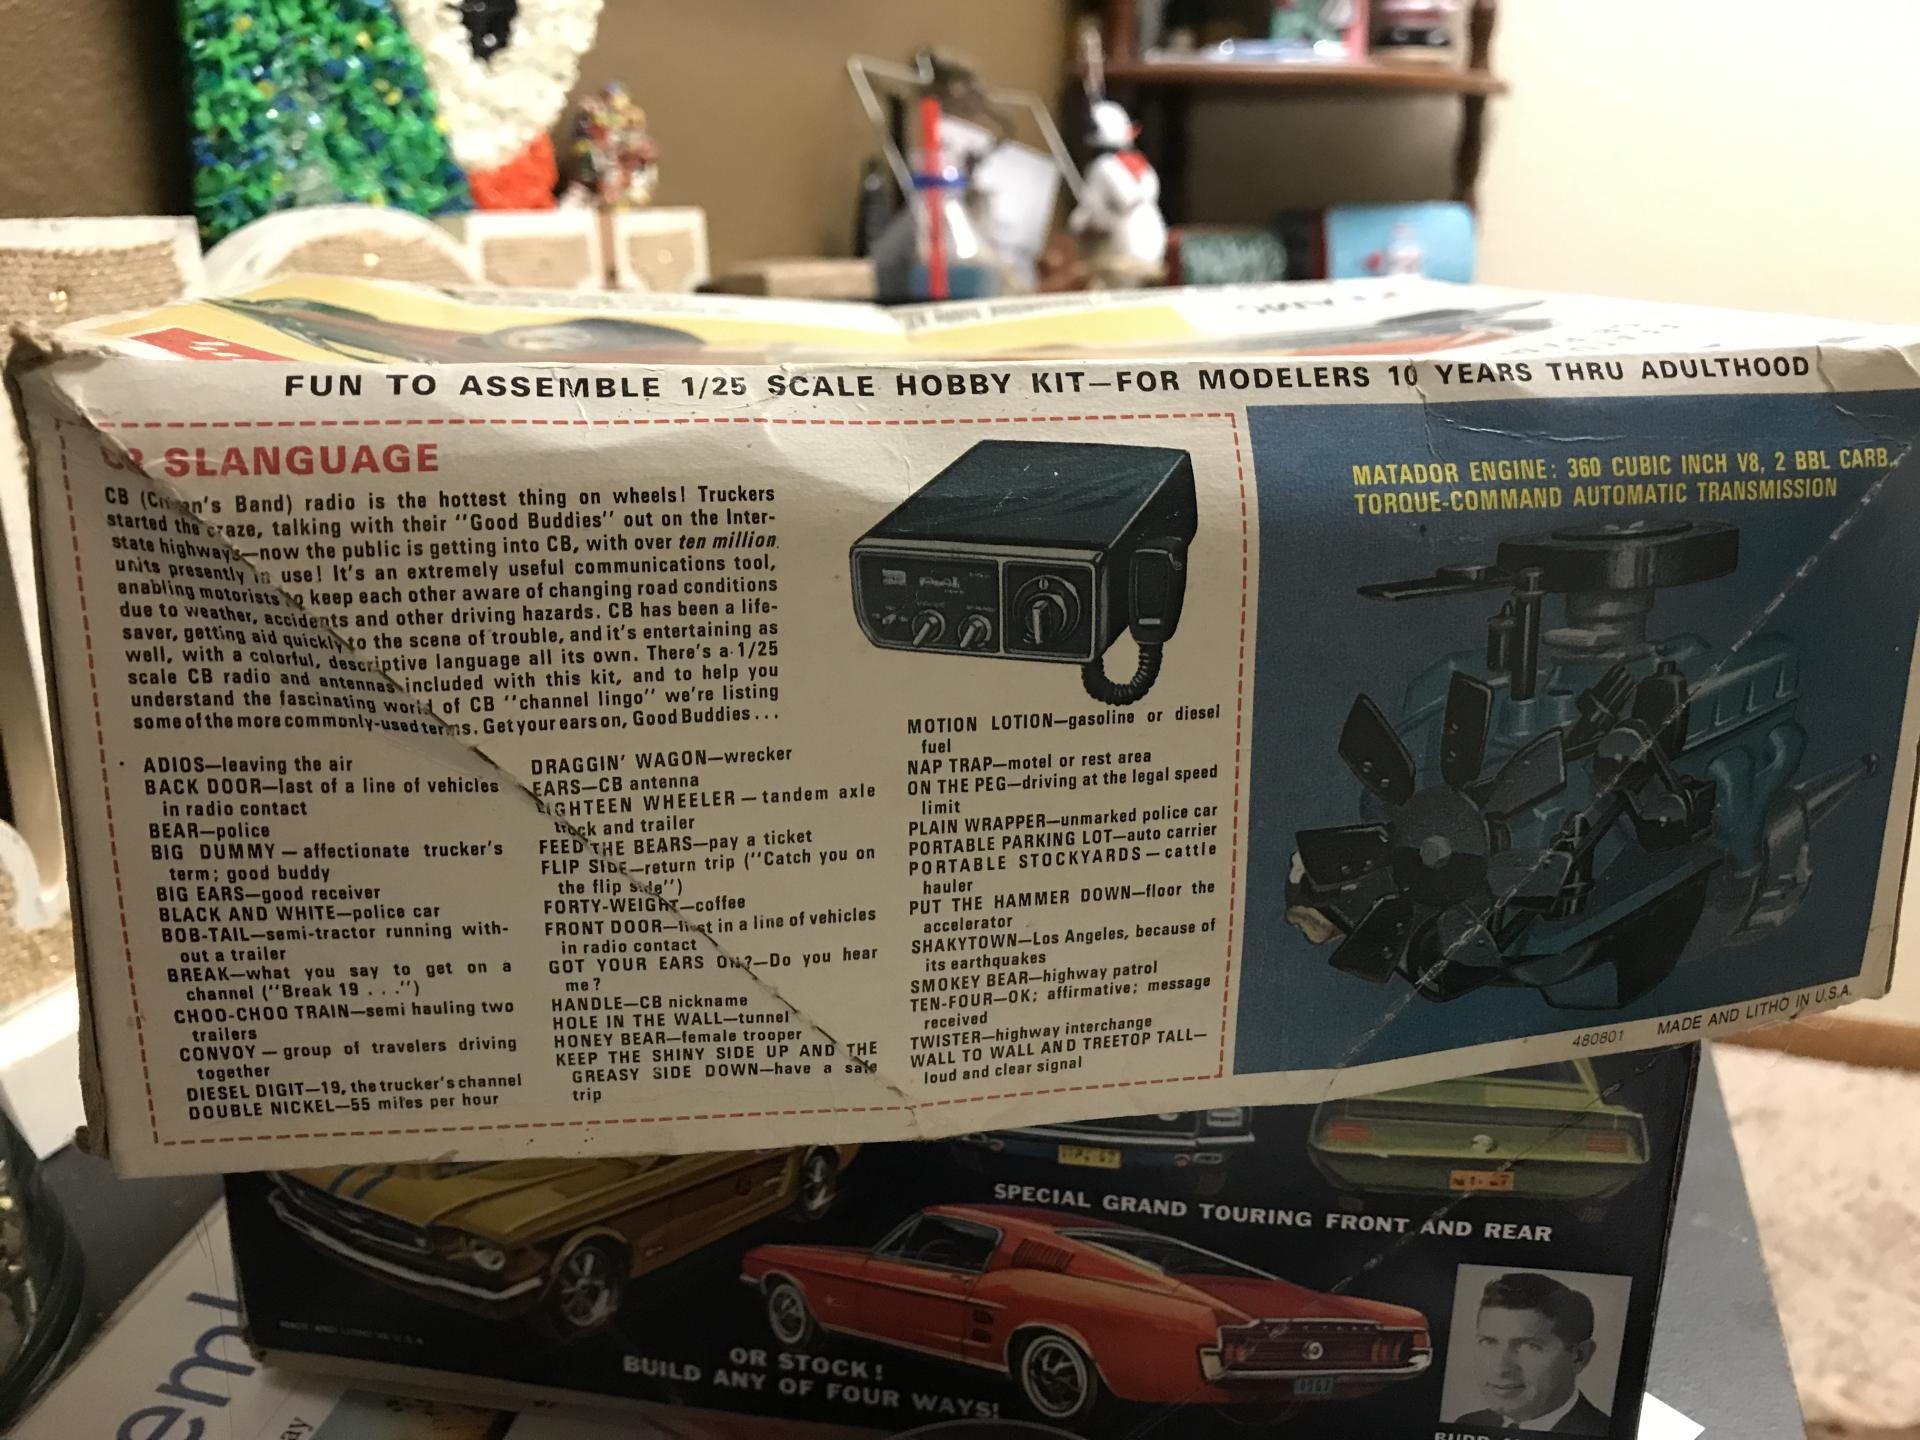 FUN TO ASSEMBLE 1/25 SCALE HOBBY KIT—FOR MODELERS 10 YEARS THRU ADULTHOOD
SLANGUAGE
CB (Citizen's Band) radio is the hottest thing on wheels! Truckers
started the craze, talking with their "Good Buddies" out on the Inter-
state highways—now the public is getting into CB, with over ten million
units presently in use! It's an extremely useful communications tool,
enabling motorists to keep each other aware of changing road conditions
due to weather, accidents and other driving hazards. CB has been a life-
saver, getting aid quickly to the scene of trouble, and it's entertaining as
well, with a colorful, descriptive language all its own. There's a 1/25
scale CB radio and antennas included with this kit, and to help you
understand the fascinating world of CB "channel lingo" we're listing
some of the more commonly-used terms. Get your ears on, Good Buddies...
ADIOS—leaving the air
BACK DOOR—last of a line of vehicles
in radio contact
BEAR—police
BIG DUMMY—affectionate trucker's
term; good buddy
BIG EARS—good receiver
BLACK AND WHITE—police car
BOB-TAIL—semi-tractor running with-
out a trailer
BREAK—what you say to get on a
channel ("Break 19 . . .")
CHOO-CHOO TRAIN—semi hauling two
trailers
CONVOY—group of travelers driving
together
DIESEL DIGIT—19, the trucker's channel
DOUBLE NICKEL—55 miles per hour
DRAGGIN' WAGON—wrecker
EARS—CB antenna
EIGHTEEN WHEELER—tandem axle
truck and trailer
FEED THE BEARS—pay a ticket
FLIP SIDE—return trip ("Catch you on
the flip side")
FORTY-WEIGHT—coffee
FRONT DOOR—first in a line of vehicles
in radio contact
GOT YOUR EARS ON?—Do you hear
me?
HANDLE—CB nickname
HOLE IN THE WALL—tunnel
HONEY BEAR—female trooper
KEEP THE SHINY SIDE UP AND THE
GREASY SIDE DOWN—have a safe
trip
MOTION LOTION—gasoline or diesel
fuel
NAP TRAP—motel or rest area
ON THE PEG—driving at the legal speed
limit
PLAIN WRAPPER—unmarked police car
PORTABLE PARKING LOT—auto carrier
PORTABLE STOCKYARDS—cattle
hauler
PUT THE HAMMER DOWN—floor the
accelerator
SHAKYTOWN—Los Angeles, because of
its earthquakes
SMOKEY BEAR—highway patrol
TEN-FOUR—OK; affirmative; message
received
TWISTER—highway interchange
WALL TO WALL AND TREETOP TALL—
loud and clear signal
MATADOR ENGINE: 360 CUBIC INCH V8, 2 BBL CARB.,
TORQUE-COMMAND AUTOMATIC TRANSMISSION
480801 MADE AND LITHO IN U.S.A.
SPECIAL GRAND TOURING FRONT AND REAR
MADE AND LITHO IN U.S.A.
OR STOCK!
BUILD ANY OF FOUR WAYS!